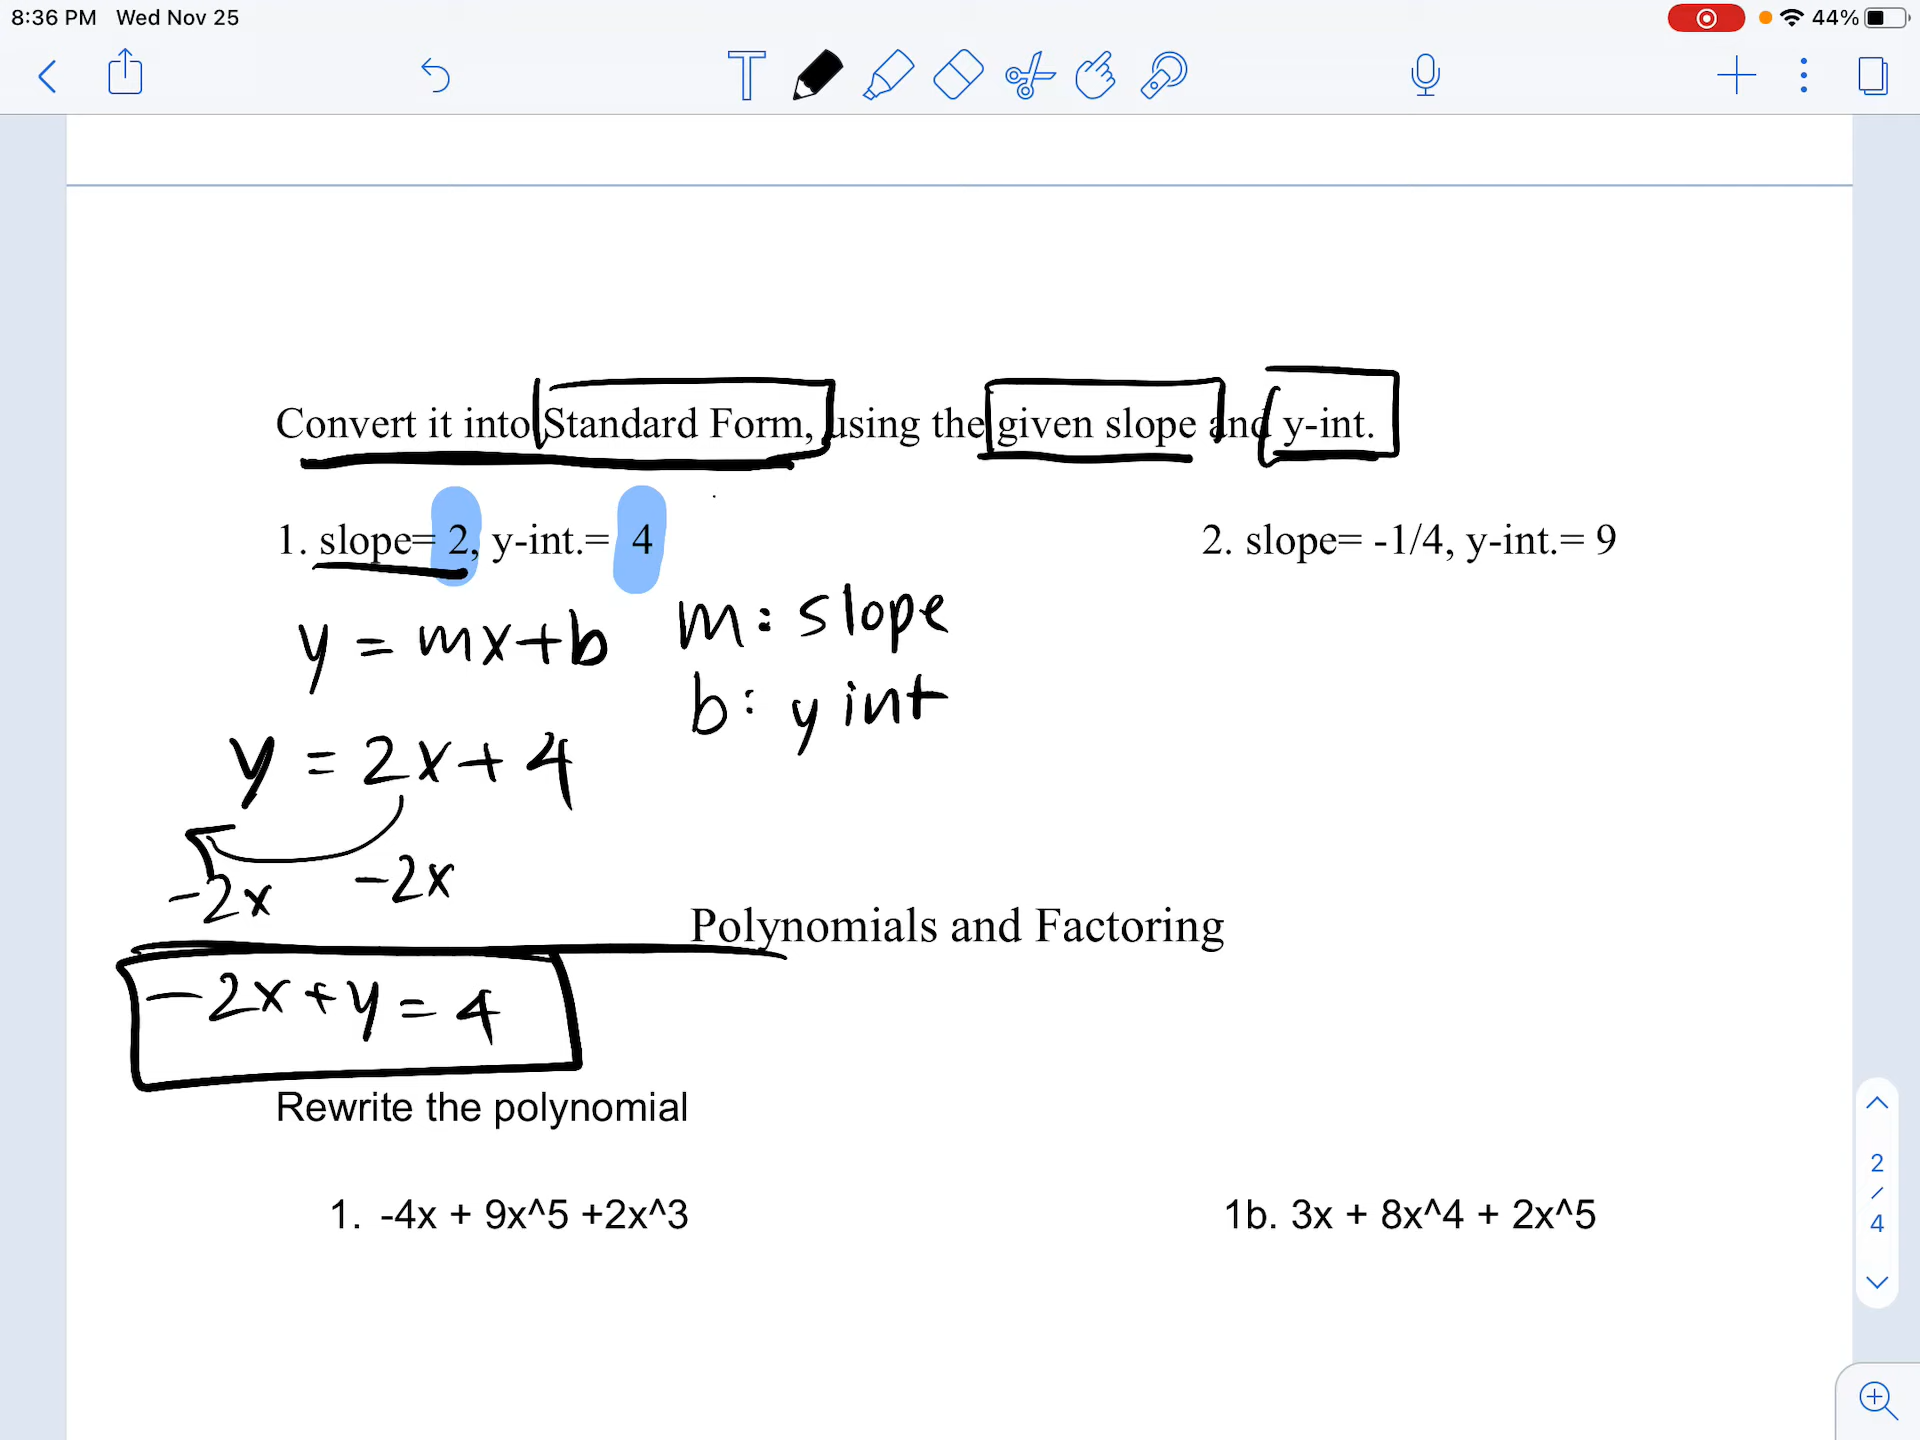 8:36 PM Wed Nov 25 44%
T
Convert it into Standard Form, using the given slope and y-int.
1. slope= 2, y-int.= 4
2. slope= -1/4, y-int.= 9
y = mx+b
m: slope
b: y int
y = 2x+4
-2x -2x
Polynomials and Factoring
-2x+y=4
Rewrite the polynomial
1. -4x + 9x^5 +2x^3
1b. 3x + 8x^4 + 2x^5
2
/
4